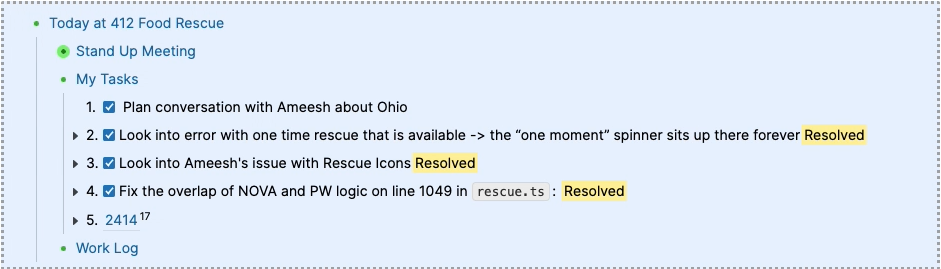 Today at 412 Food Rescue
Stand Up Meeting
My Tasks
1. Plan conversation with Ameesh about Ohio
2. Look into error with one time rescue that is available -> the “one moment” spinner sits up there forever Resolved
3. Look into Ameesh's issue with Rescue Icons Resolved
4. Fix the overlap of NOVA and PW logic on line 1049 in rescue.ts : Resolved
5. 2414 17
Work Log